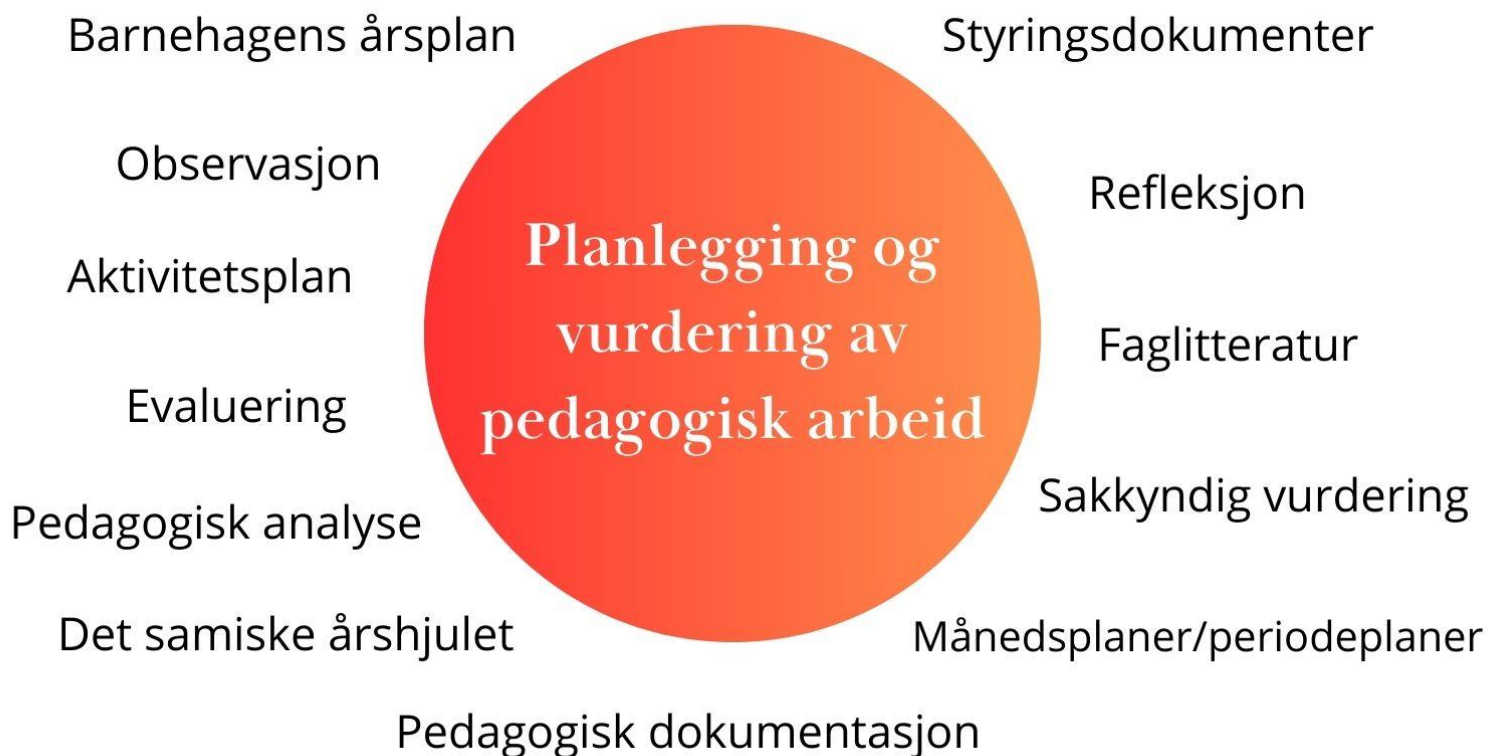 Barnehagens årsplan
Styringsdokumenter
Observasjon
Refleksjon
Aktivitetsplan
Planlegging og
vurdering av
pedagogisk arbeid
Faglitteratur
Evaluering
Sakkyndig vurdering
Pedagogisk analyse
Det samiske årshjulet
Månedsplaner/periodeplaner
Pedagogisk dokumentasjon